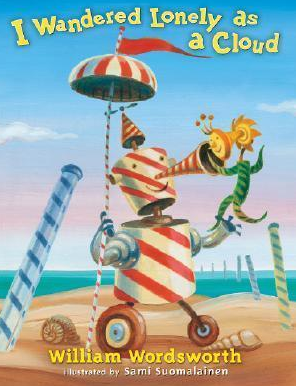 I Wandered Lonely as
a Cloud
William Wordsworth
Illustrated by Sami Suomalainen